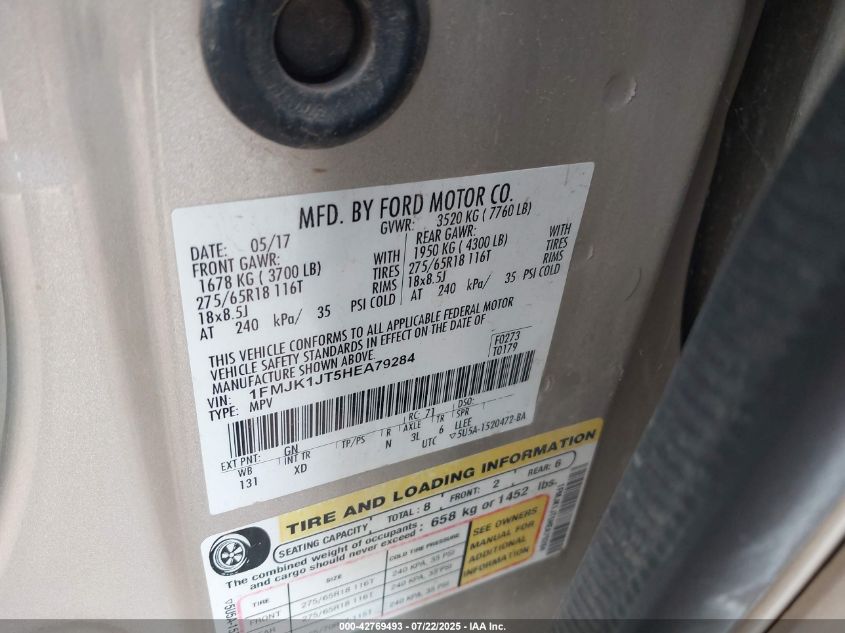 MFD. BY FORD MOTOR CO.
DATE: 05/17 GVWR: 3520 KG ( 7760 LB)
FRONT GAWR: REAR GAWR:
1678 KG ( 3700 LB) WITH 1950 KG ( 4300 LB) WITH
275/65R18 116T TIRES 275/65R18 116T TIRES
18x8.5J RIMS 18x8.5J RIMS
AT 240 kPa/ 35 PSI COLD AT 240 kPa/ 35 PSI COLD
THIS VEHICLE CONFORMS TO ALL APPLICABLE FEDERAL MOTOR
VEHICLE SAFETY STANDARDS IN EFFECT ON THE DATE OF
MANUFACTURE SHOWN ABOVE. F0273
VIN: 1FMJK1JT5HEA79284 T0179
TYPE: MPV
EXT PNT: GN RC: 71 DSO:
WB INT TR TP/PS R AXLE TR SPR
131 XD N 3L 6 LLEE
UTC ▽5U5A-1520472-BA
TIRE AND LOADING INFORMATION
SEATING CAPACITY TOTAL : 8 FRONT: 2 REAR: 6
The combined weight of occupants and cargo should never exceed : 658 kg or 1452 lbs.
TIRE SIZE COLD TIRE PRESSURE
FRONT 275/65R18 116T 240 KPA, 35 PSI
275/65R18 116T 240 KPA, 35 PSI
SEE OWNERS
MANUAL FOR
ADDITIONAL
INFORMATION
000-42769493 - 07/22/2025 - IAA Inc.